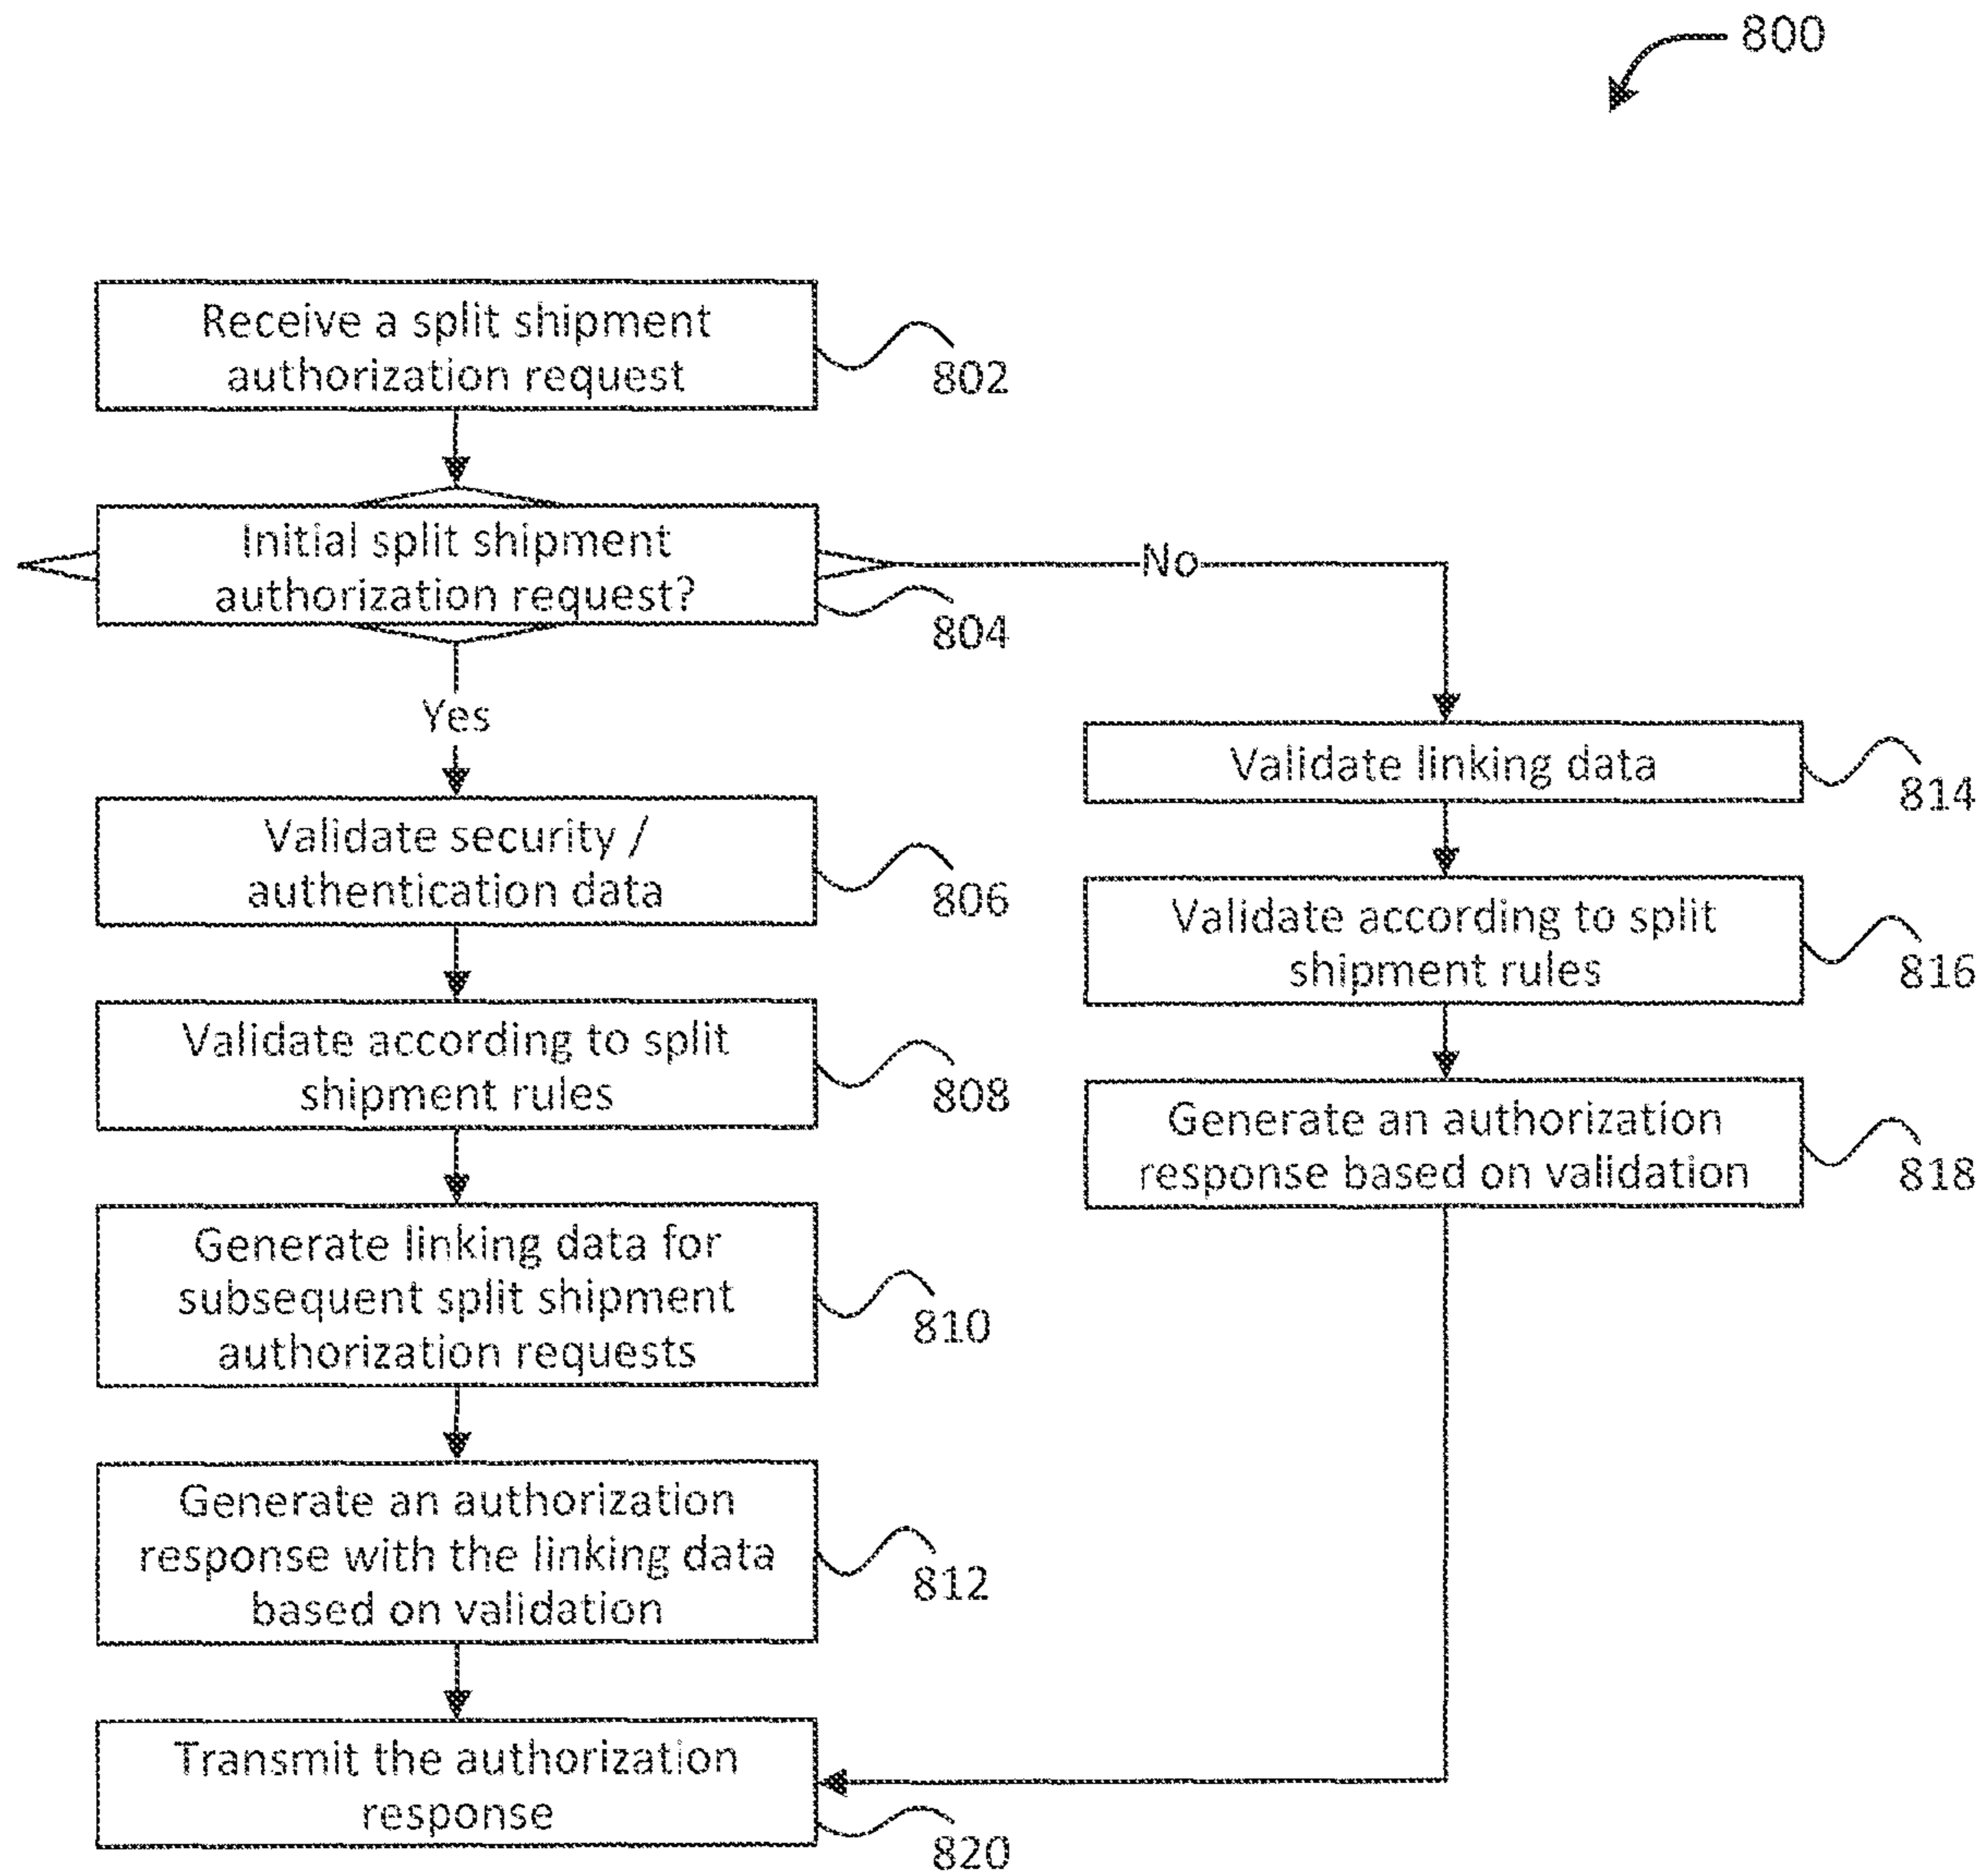 800
Receive a split shipment
authorization request
802
Initial split shipment
authorization request?
804
No
Yes
Validate security /
authentication data
806
Validate according to split
shipment rules
808
Generate linking data for
subsequent split shipment
authorization requests
810
Generate an authorization
response with the linking data
based on validation
812
Validate linking data
814
Validate according to split
shipment rules
816
Generate an authorization
response based on validation
818
Transmit the authorization
response
820